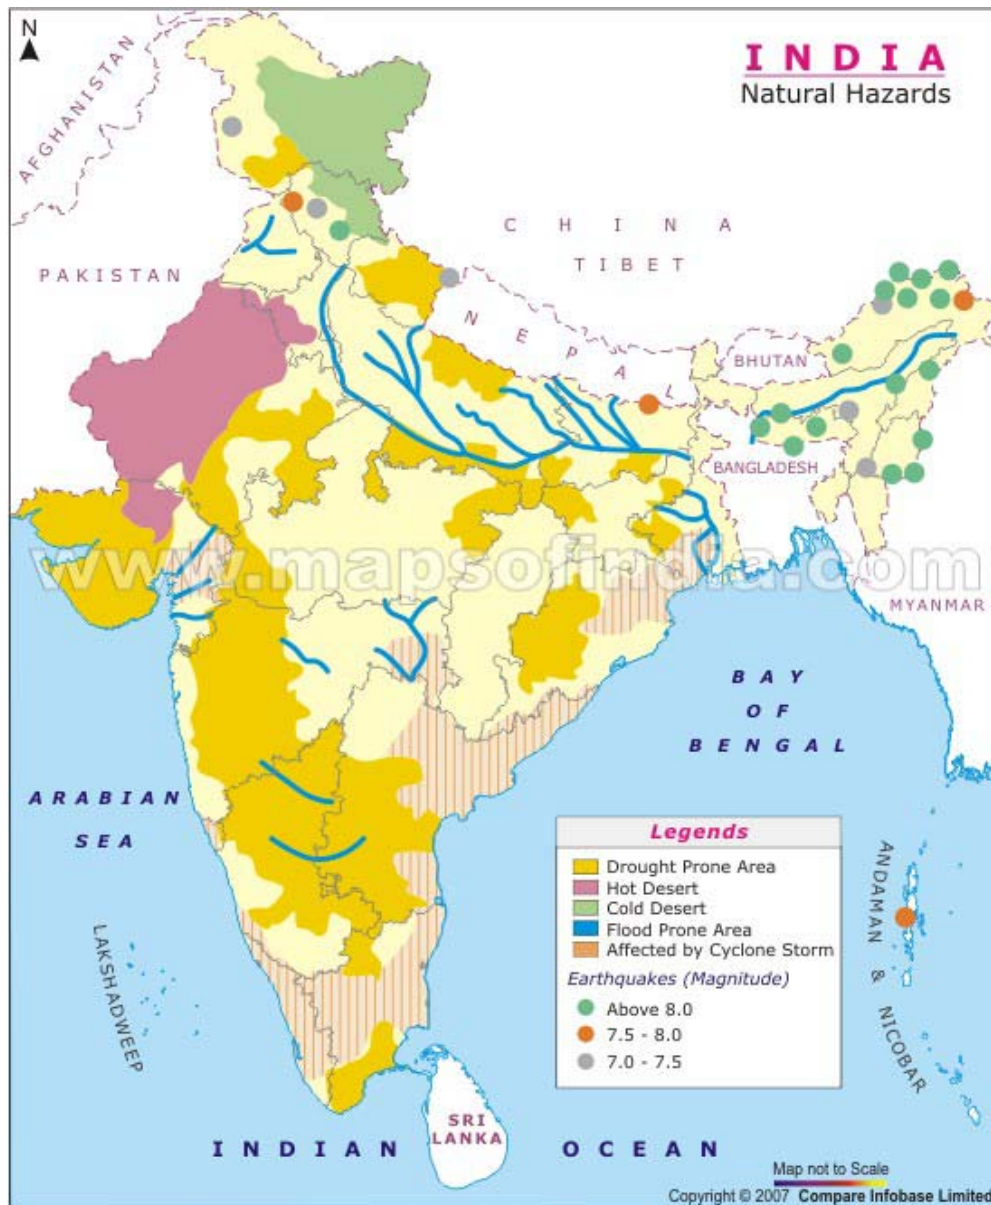 N
INDIA
Natural Hazards
AFGHANISTAN
CHINA
TIBET
PAKISTAN
NEPAL
BHUTAN
BANGLADESH
www.mapsofindia.com
MYANMAR
BAY
OF
BENGAL
ARABIAN
SEA
LAKSHADWEEP
ANDAMAN & NICOBAR
Legends
Drought Prone Area
Hot Desert
Cold Desert
Flood Prone Area
Affected by Cyclone Storm
Earthquakes (Magnitude)
Above 8.0
7.5 - 8.0
7.0 - 7.5
SRI
LANKA
INDIAN OCEAN
Map not to Scale
Copyright © 2007 Compare Infobase Limited